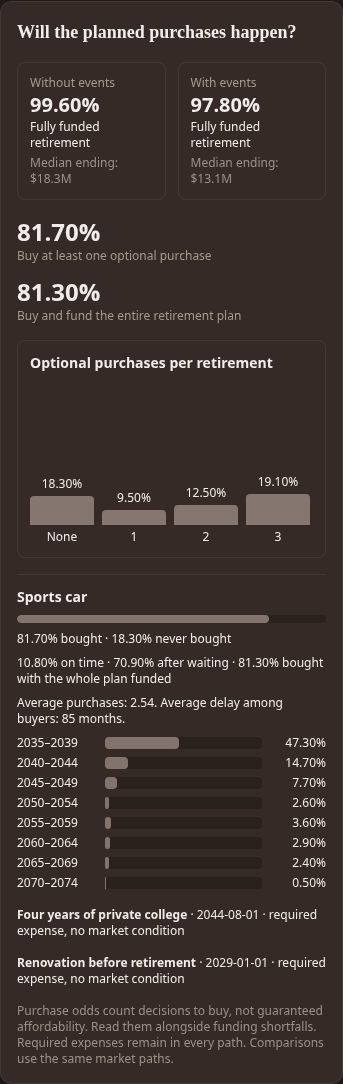 Will the planned purchases happen?
Without events
99.60%
Fully funded
retirement
Median ending:
$18.3M
With events
97.80%
Fully funded
retirement
Median ending:
$13.1M
81.70%
Buy at least one optional purchase
81.30%
Buy and fund the entire retirement plan
Optional purchases per retirement
18.30%
9.50%
12.50%
19.10%
None
1
2
3
Sports car
81.70% bought · 18.30% never bought
10.80% on time · 70.90% after waiting · 81.30% bought
with the whole plan funded
Average purchases: 2.54. Average delay among
buyers: 85 months.
2035–2039 47.30%
2040–2044 14.70%
2045–2049 7.70%
2050–2054 2.60%
2055–2059 3.60%
2060–2064 2.90%
2065–2069 2.40%
2070–2074 0.50%
Four years of private college · 2044-08-01 · required
expense, no market condition
Renovation before retirement · 2029-01-01 · required
expense, no market condition
Purchase odds count decisions to buy, not guaranteed
affordability. Read them alongside funding shortfalls.
Required expenses remain in every path. Comparisons
use the same market paths.